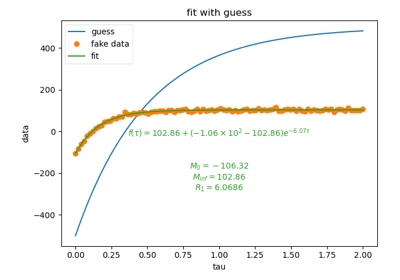 fit with guess
guess
fake data
fit
400
200
0
−200
−400
data
f(τ) = 102.86 + (−1.06 × 10² − 102.86)e^{−6.07τ}
M₀ = −106.32
M_{inf} = 102.86
R₁ = 6.0686
0.00 0.25 0.50 0.75 1.00 1.25 1.50 1.75 2.00
tau